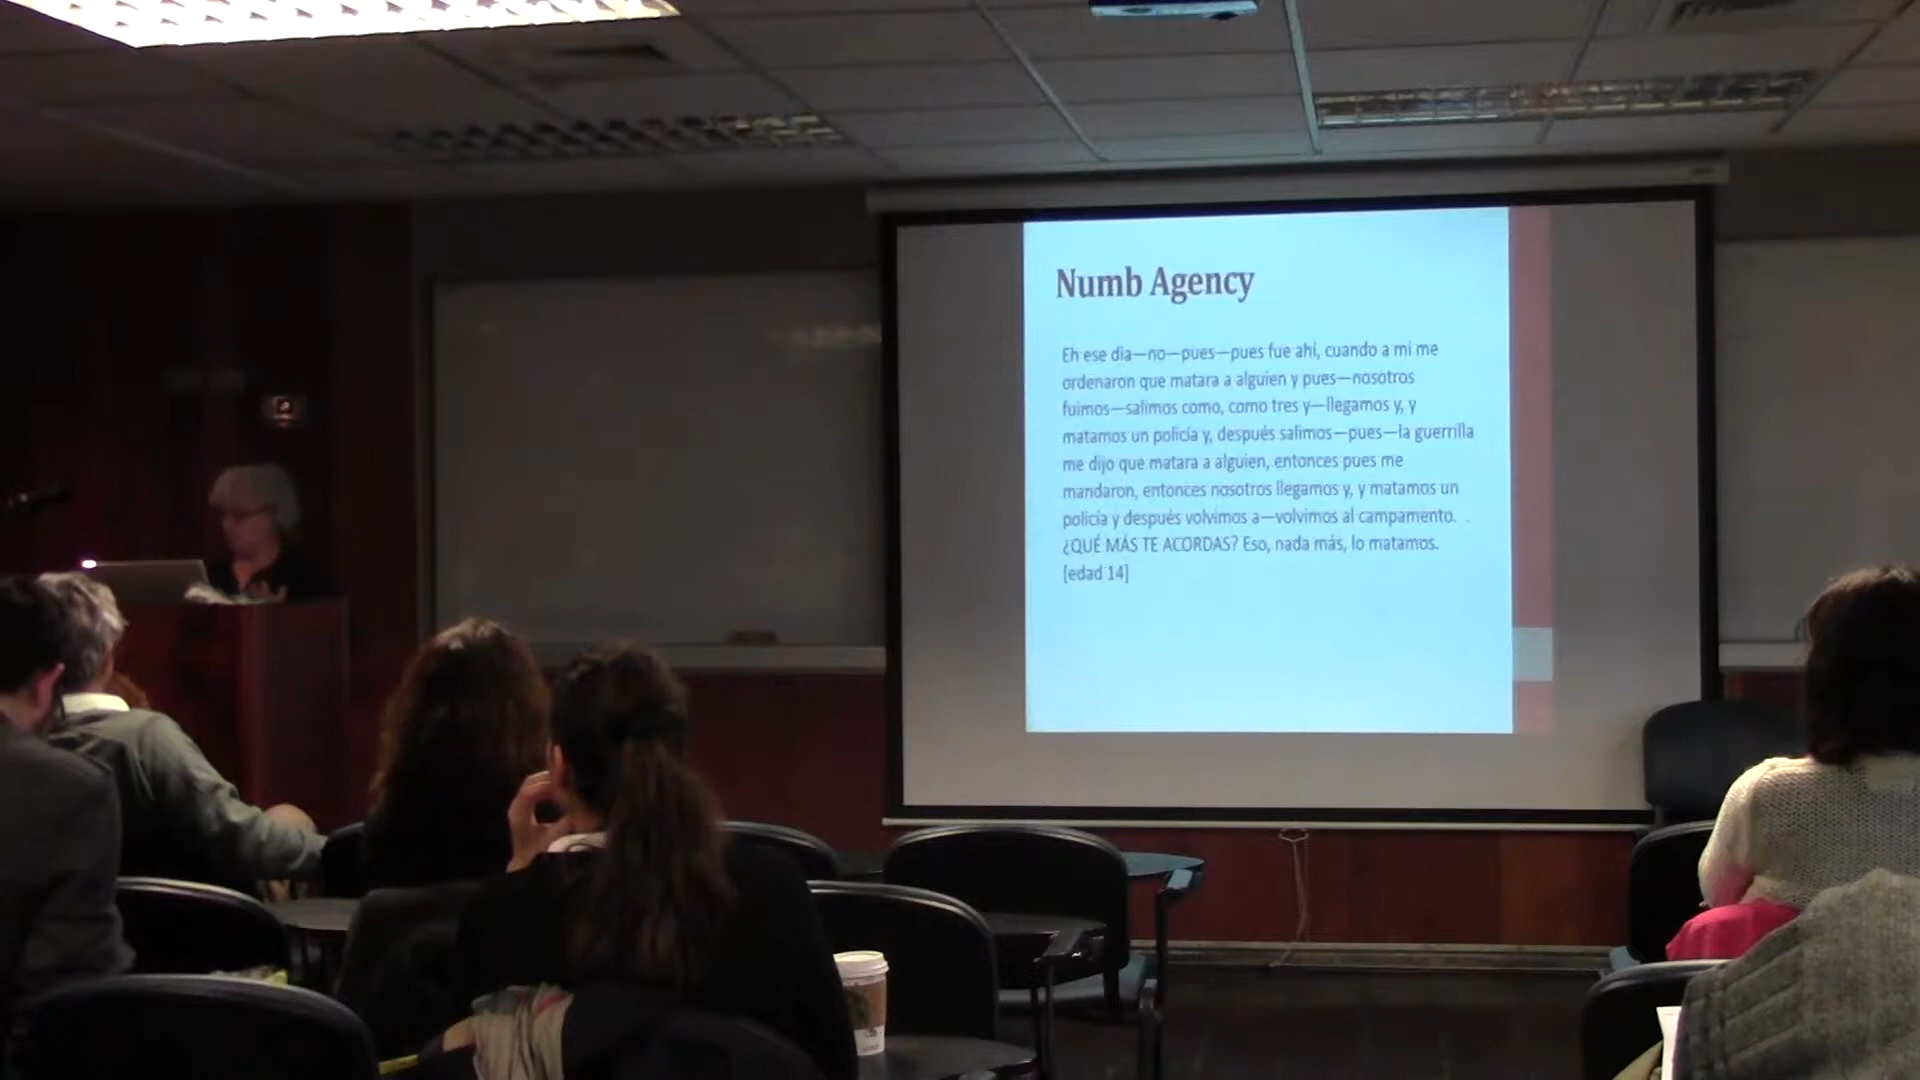 Numb Agency
Eh ese día—no—pues—pues fue ahí, cuando a mi me
ordenaron que matara a alguien y pues—nosotros
fuimos—salimos como, como tres y—llegamos y, y
matamos un policía y, después salimos—pues—la guerrilla
me dijo que matara a alguien, entonces pues me
mandaron, entonces nosotros llegamos y, y matamos un
policía y después volvimos a—volvimos al campamento. .
¿QUÉ MÁS TE ACORDAS? Eso, nada más, lo matamos.
[edad 14]